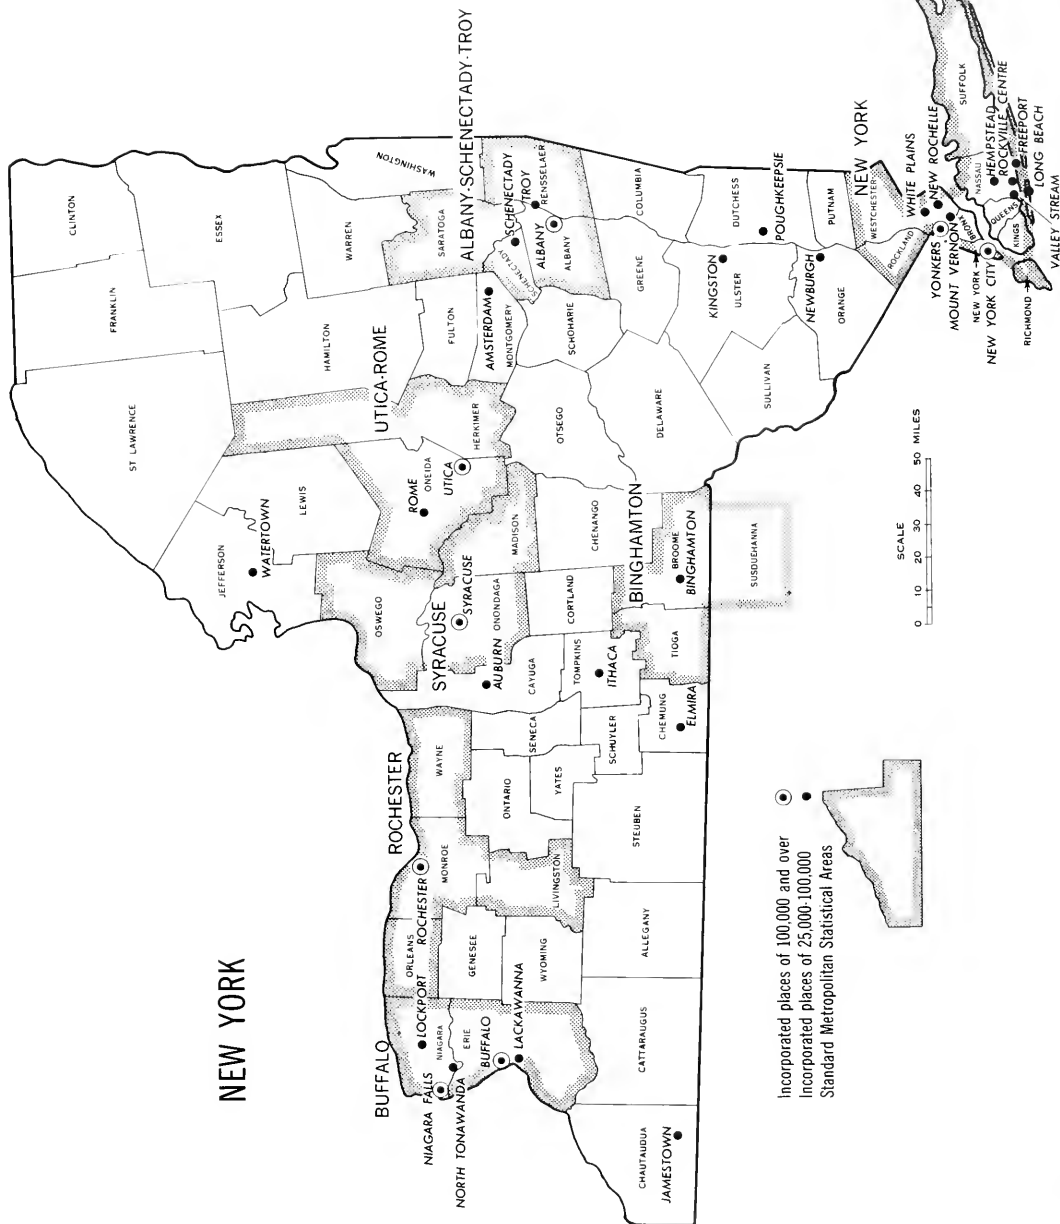 NEW YORK
CLINTON
FRANKLIN
ESSEX
ST LAWRENCE
WARREN
WASHINGTON
HAMILTON
JEFFERSON
WATERTOWN
LEWIS
SARATOGA
ALBANY-SCHENECTADY-TROY
FULTON
UTICA-ROME
HERKIMER
ONEIDA
ROME
UTICA
AMSTERDAM
MONTGOMERY
SCHENECTADY
SCHENECTADY
TROY
RENSSELAER
ALBANY
ALBANY
OSWEGO
SYRACUSE
SYRACUSE
ONONDAGA
MADISON
AUBURN
CAYUGA
ROCHESTER
WAYNE
ROCHESTER
MONROE
ORLEANS
BUFFALO
LOCKPORT
NIAGARA
NIAGARA FALLS
NORTH TONAWANDA
ERIE
BUFFALO
LACKAWANNA
GENESEE
WYOMING
LIVINGSTON
ONTARIO
YATES
SENECA
SCHUYLER
TOMPKINS
ITHACA
CORTLAND
CHENANGO
OTSEGO
SCHOHARIE
GREENE
COLUMBIA
DELAWARE
BINGHAMTON
BROOME
BINGHAMTON
TIOGA
CHEMUNG
ELMIRA
STEUBEN
ALLEGANY
CATTARAUGUS
CHAUTAUQUA
JAMESTOWN
SUSQUEHANNA
KINGSTON
ULSTER
DUTCHESS
POUGHKEEPSIE
SULLIVAN
ORANGE
NEWBURGH
PUTNAM
NEW YORK
WESTCHESTER
ROCKLAND
WHITE PLAINS
NEW ROCHELLE
YONKERS
MOUNT VERNON
BRONX
NEW YORK
NEW YORK CITY
RICHMOND
KINGS
QUEENS
NASSAU
SUFFOLK
HEMPSTEAD
ROCKVILLE CENTRE
FREEPORT
LONG BEACH
VALLEY STREAM
SCALE
0 10 20 30 40 50 MILES
Incorporated places of 100,000 and over
Incorporated places of 25,000-100,000
Standard Metropolitan Statistical Areas